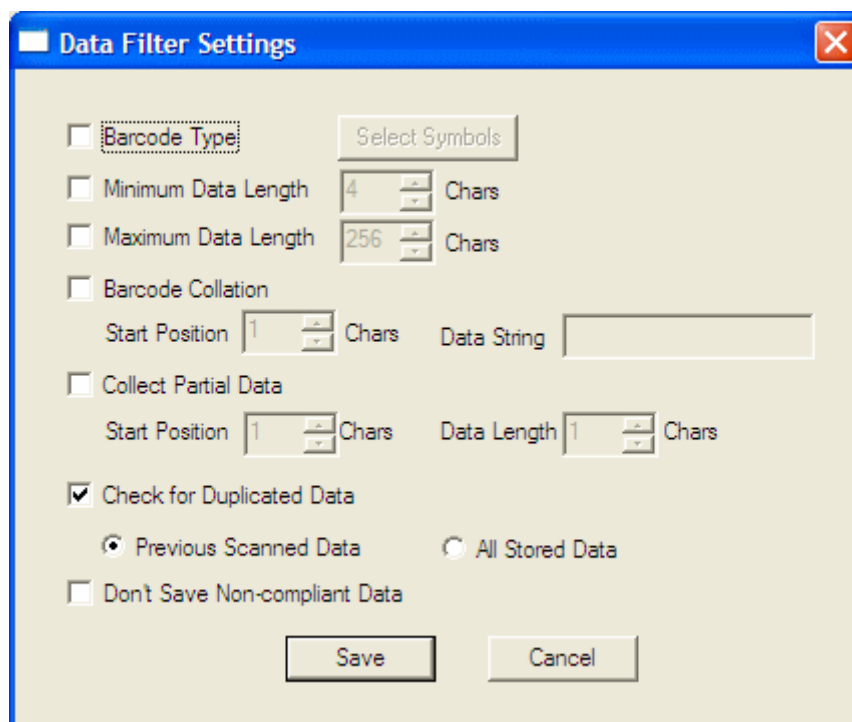 Data Filter Settings
Barcode Type Select Symbols
Minimum Data Length 4 Chars
Maximum Data Length 256 Chars
Barcode Collation
Start Position 1 Chars Data String
Collect Partial Data
Start Position 1 Chars Data Length 1 Chars
Check for Duplicated Data
Previous Scanned Data All Stored Data
Don't Save Non-compliant Data
Save Cancel